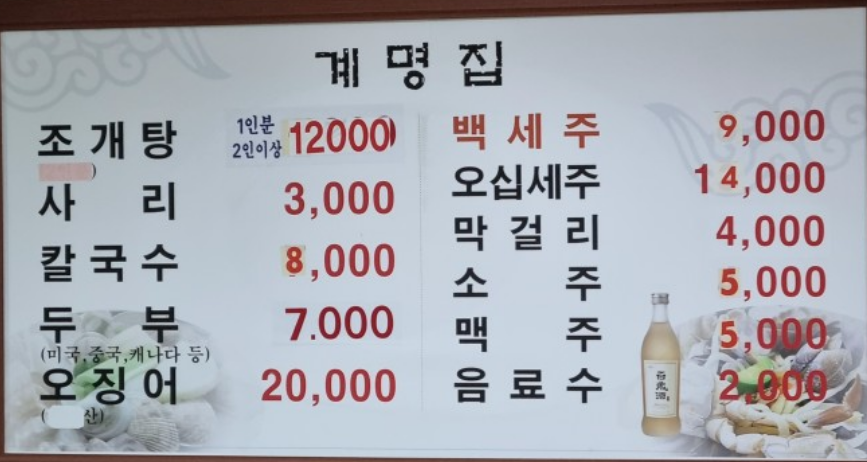 계명집
조개탕 1인분 2인이상 12000
)
사리 3,000
칼국수 8,000
두부 7.000
(미국,중국,캐나다 등)
오징어 20,000
( 산)
백세주 9,000
오십세주 14,000
막걸리 4,000
소주 5,000
맥주 5,000
음료수 2,000